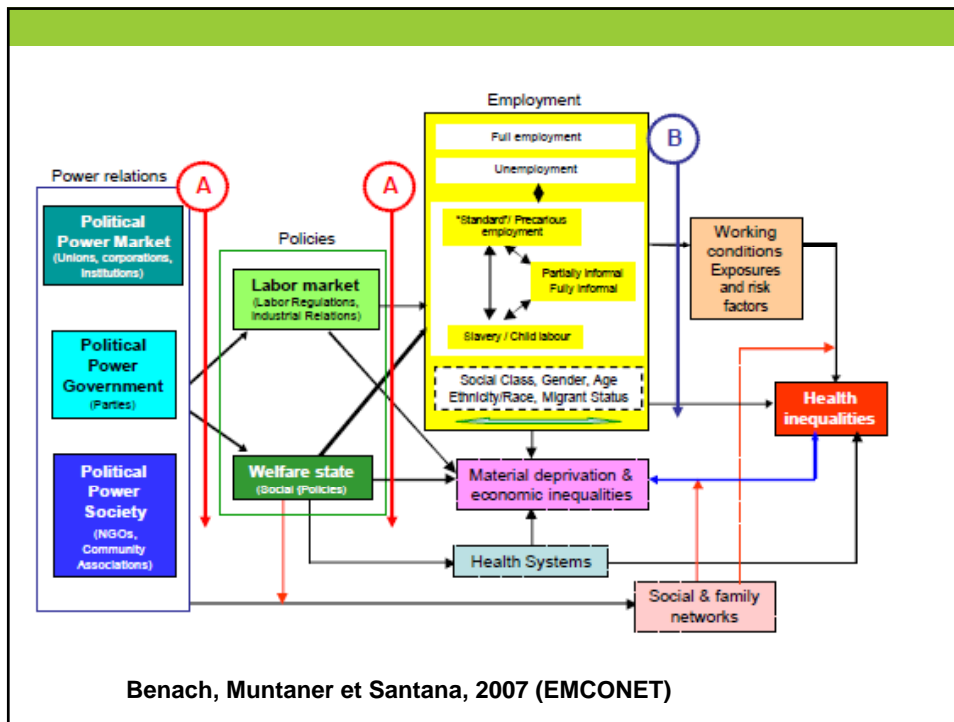 Employment
Full employment
Unemployment
B
Power relations
A
A
Political
Power Market
(Unions, corporations,
Institutions)
Policies
"Standard"/ Precarious
employment
Working
conditions
Exposures
and risk
factors
Labor market
(Labor Regulations,
Industrial Relations)
Partially Informal
Fully Informal
Political
Power
Government
(Parties)
Slavery / Child labour
Social Class, Gender, Age
Ethnicity/Race, Migrant Status
Health
inequalities
Political
Power
Society
(NGOs,
Community
Associations)
Welfare state
(Social {Policies)
Material deprivation &
economic inequalities
Health Systems
Social & family
networks
Benach, Muntaner et Santana, 2007 (EMCONET)